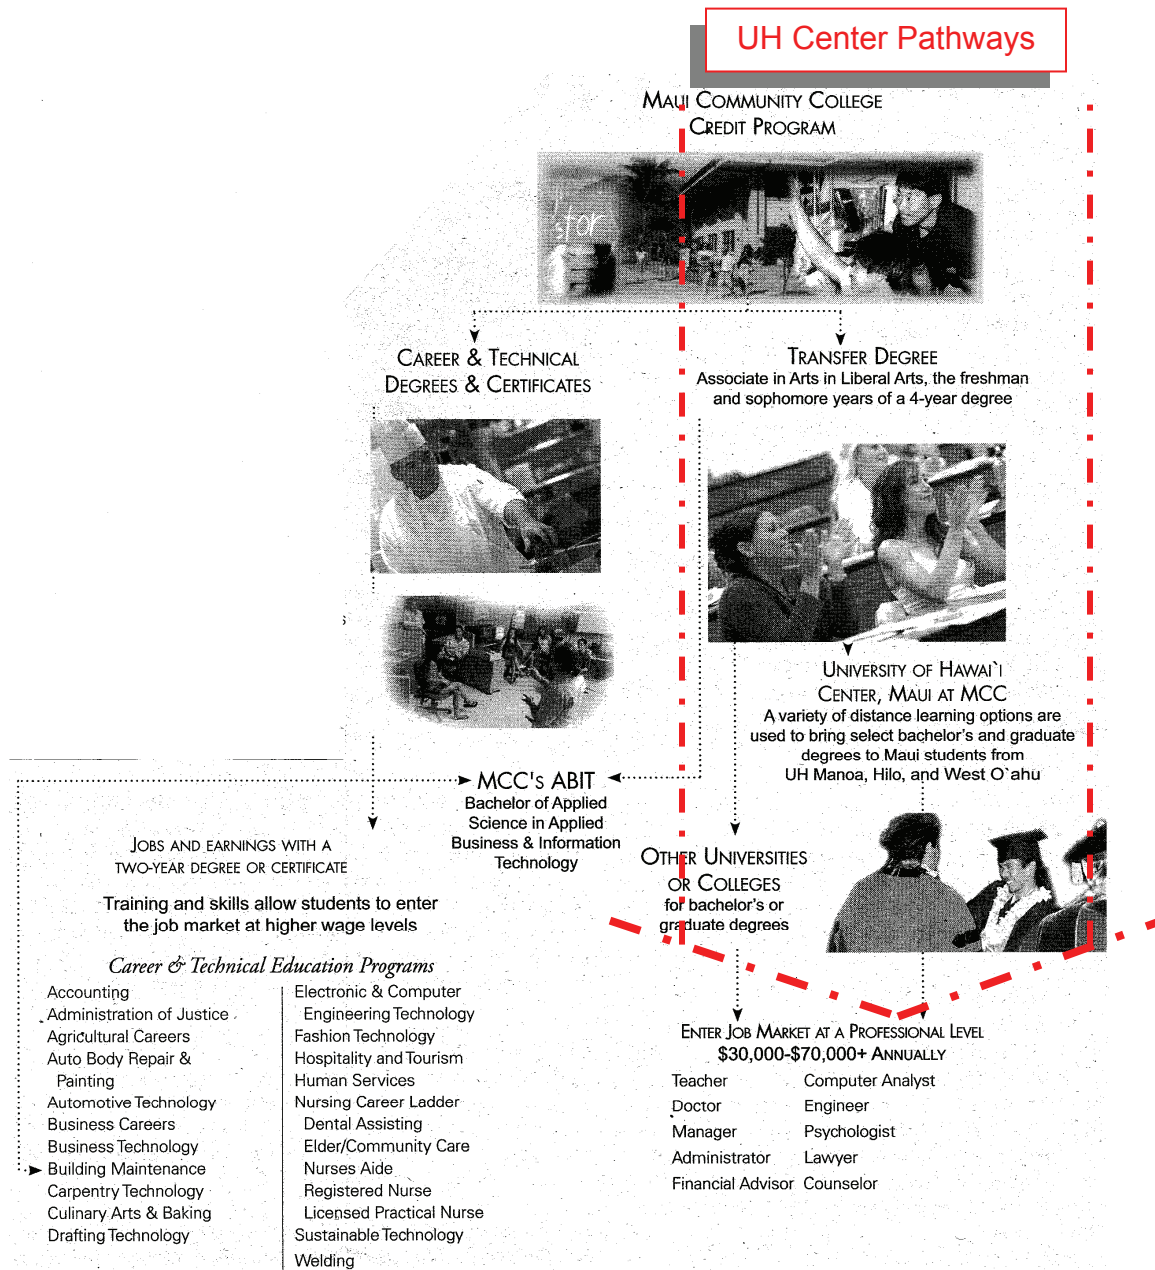 UH Center Pathways
MAUI COMMUNITY COLLEGE
CREDIT PROGRAM
stor
CAREER & TECHNICAL
DEGREES & CERTIFICATES
TRANSFER DEGREE
Associate in Arts in Liberal Arts, the freshman
and sophomore years of a 4-year degree
UNIVERSITY OF HAWAI`I
CENTER, MAUI AT MCC
A variety of distance learning options are
used to bring select bachelor's and graduate
degrees to Maui students from
UH Manoa, Hilo, and West O`ahu
MCC'S ABIT
Bachelor of Applied
Science in Applied
Business & Information
Technology
JOBS AND EARNINGS WITH A
TWO-YEAR DEGREE OR CERTIFICATE
Training and skills allow students to enter
the job market at higher wage levels
OTHER UNIVERSITIES
OR COLLEGES
for bachelor's or
graduate degrees
Career & Technical Education Programs
Accounting
Administration of Justice
Agricultural Careers
Auto Body Repair &
Painting
Automotive Technology
Business Careers
Business Technology
Building Maintenance
Carpentry Technology
Culinary Arts & Baking
Drafting Technology
Electronic & Computer
Engineering Technology
Fashion Technology
Hospitality and Tourism
Human Services
Nursing Career Ladder
Dental Assisting
Elder/Community Care
Nurses Aide
Registered Nurse
Licensed Practical Nurse
Sustainable Technology
Welding
ENTER JOB MARKET AT A PROFESSIONAL LEVEL
$30,000-$70,000+ ANNUALLY
Teacher
Doctor
Manager
Administrator
Financial Advisor
Computer Analyst
Engineer
Psychologist
Lawyer
Counselor